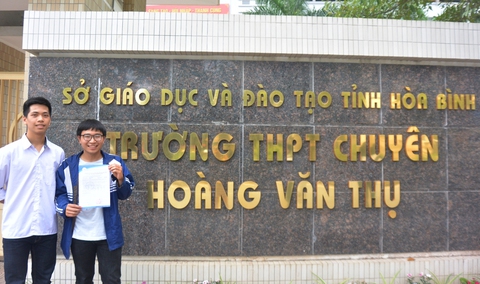 SỞ GIÁO DỤC VÀ ĐÀO TẠO TỈNH HÒA BÌNH
TRƯỜNG THPT CHUYÊN
HOÀNG VĂN THỤ